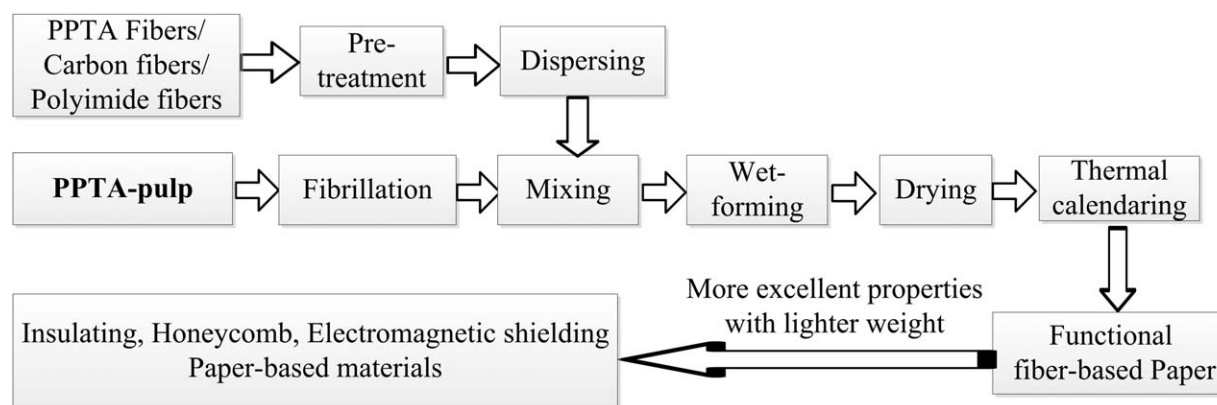 PPTA Fibers/
Carbon fibers/
Polyimide fibers
Pre-
treatment
Dispersing
PPTA-pulp
Fibrillation
Mixing
Wet-
forming
Drying
Thermal
calendaring
More excellent properties
with lighter weight
Insulating, Honeycomb, Electromagnetic shielding
Paper-based materials
Functional
fiber-based Paper